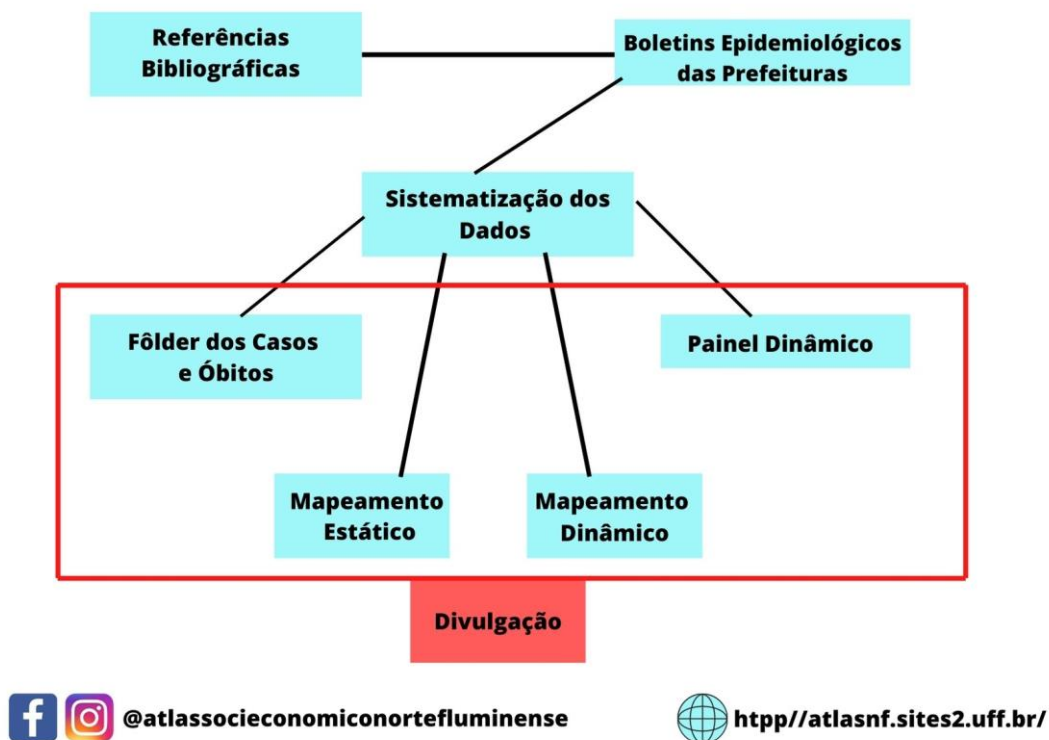 Referências
Bibliográficas
Boletins Epidemiológicos
das Prefeituras
Sistematização dos
Dados
Fôlder dos Casos
e Óbitos
Painel Dinâmico
Mapeamento
Estático
Mapeamento
Dinâmico
Divulgação
@atlassocieconomiconortefluminense
htpp//atlasnf.sites2.uff.br/